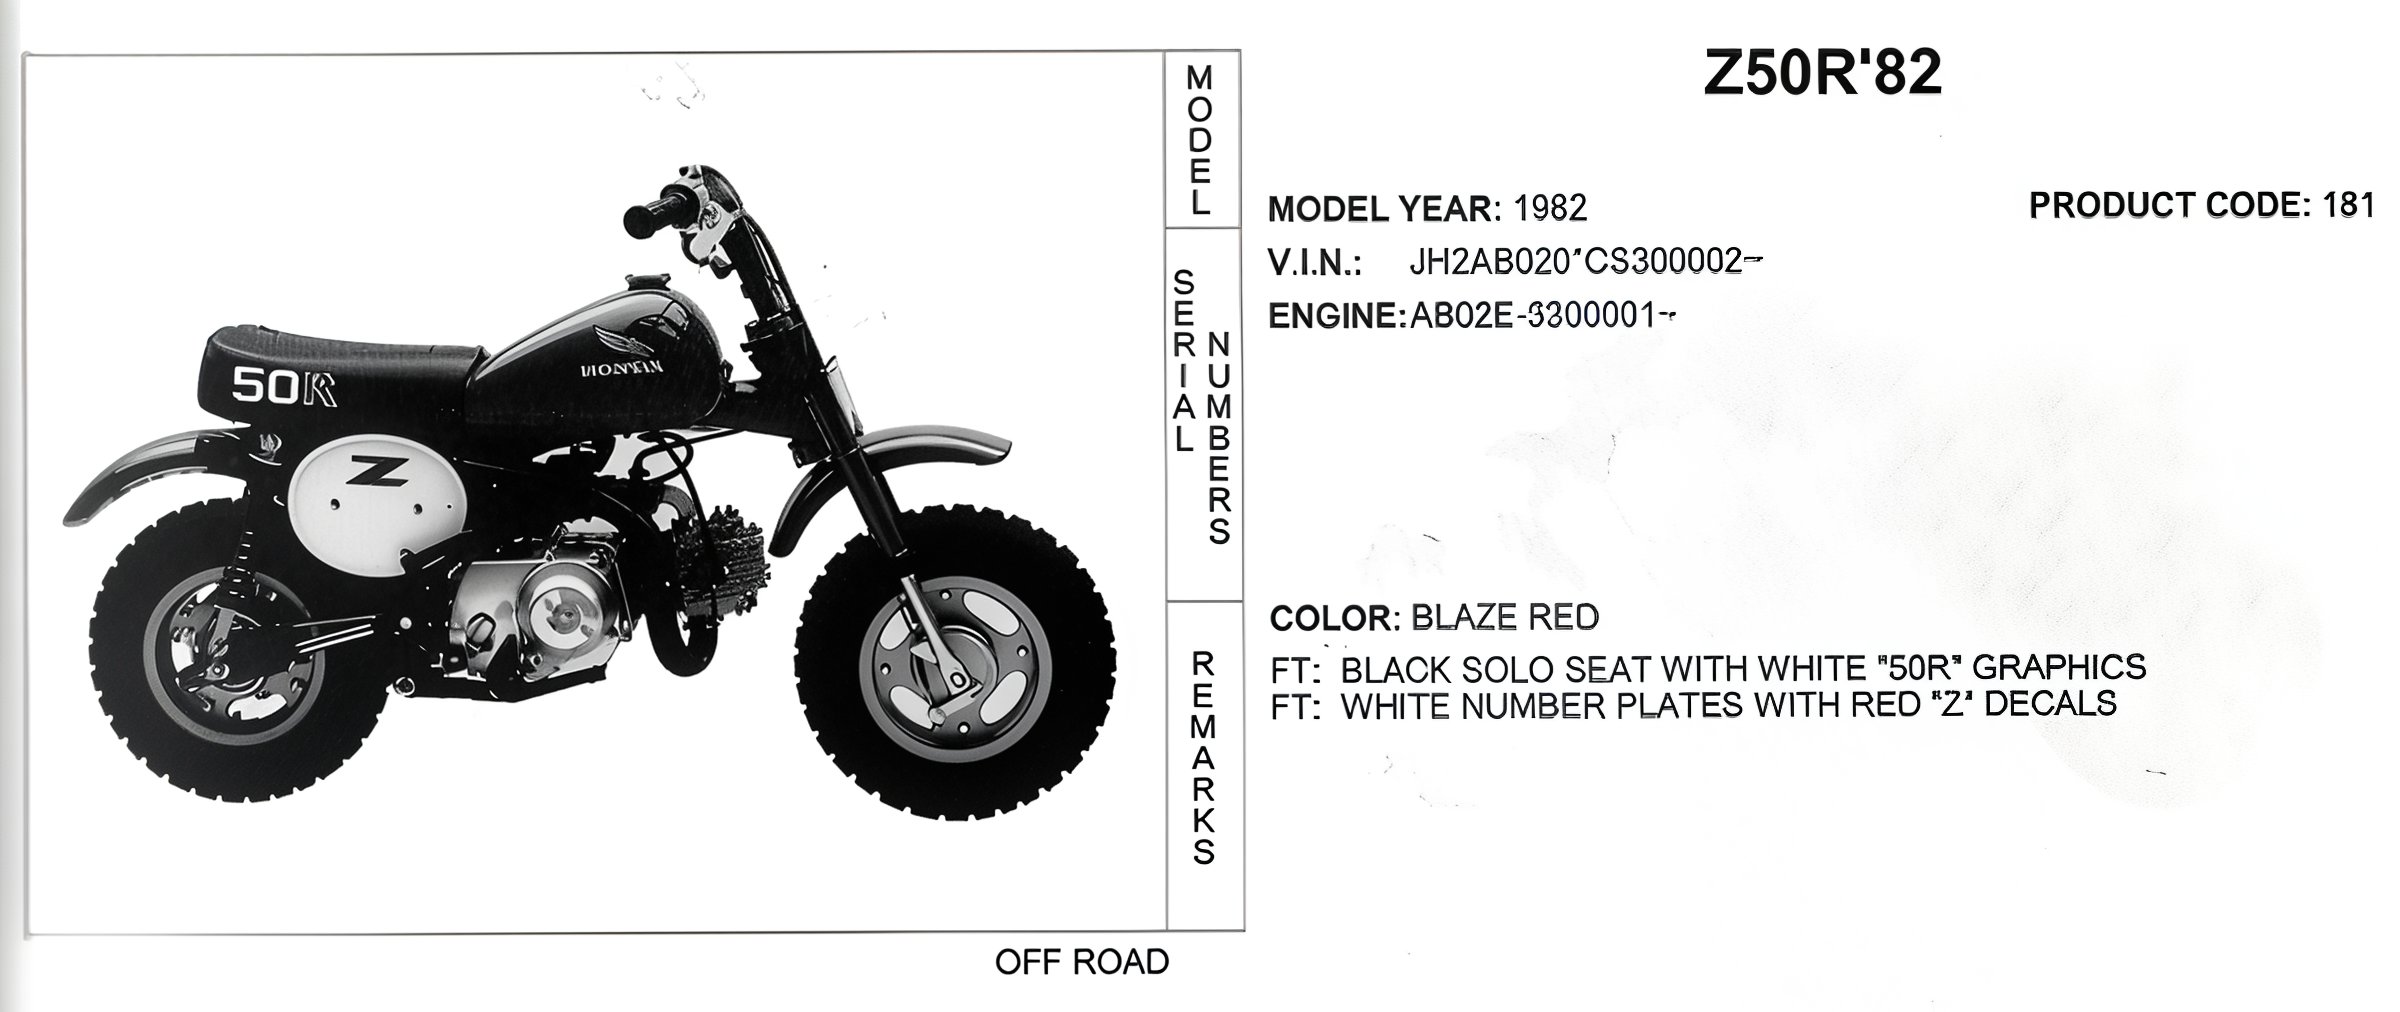 Z50R'82
MODEL
SERIAL NUMBERS
REMARKS
MODEL YEAR: 1982
PRODUCT CODE: 181
V.I.N.: JH2AB020*CS300002~
ENGINE: AB02E-
COLOR: BLAZE RED
FT: BLACK SOLO SEAT WITH WHITE "50R" GRAPHICS
FT: WHITE NUMBER PLATES WITH RED "Z" DECALS
50R
Z
OFF ROAD